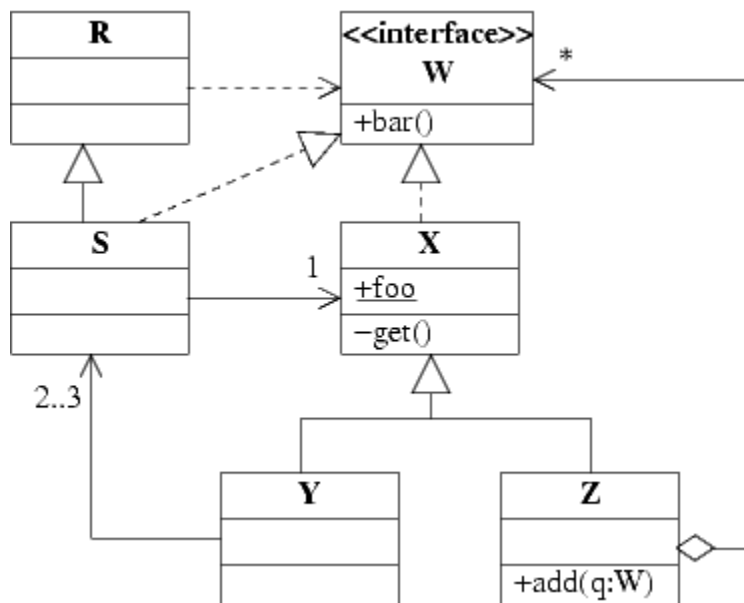 R
<<interface>>
W
*
+bar()
S
X
1
+foo
−get()
2..3
Y
Z
+add(q:W)